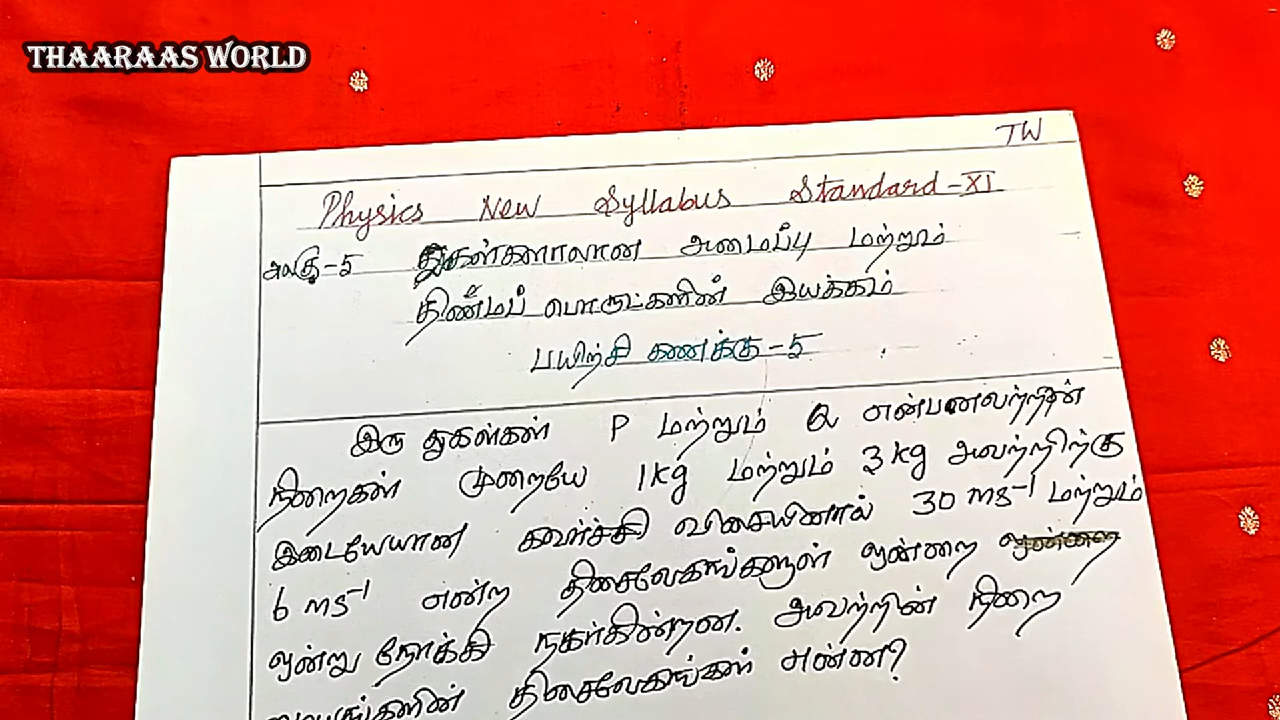 THAARAAS WORLD
TW
Physics New Syllabus Standard-XI
அலகு-5 துகள்களாலான அமைப்பு மற்றும்
திண்மப் பொருட்களின் இயக்கம்
பயிற்சி கணக்கு-5
இரு துகள்கள் P மற்றும் Q என்பனவற்றின்
நிறைகள் முறையே 1kg மற்றும் 3kg அவற்றிற்கு
இடையேயான கவர்ச்சி விசையினால் 30 ms⁻¹ மற்றும்
6 ms⁻¹ என்ற திசைவேகங்களுள் ஒன்றை
ஒன்று நோக்கி நகர்கின்றன. அவற்றின் நிறை
திசைவேகங்கள் என்ன?